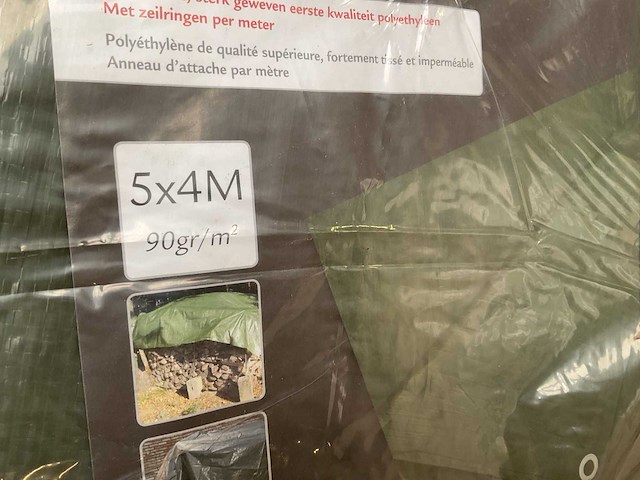 sterk geweven eerste kwaliteit polyethyleen
Met zeilringen per meter
Polyéthylène de qualité supérieure, fortement tissé et imperméable
Anneau d'attache par mètre
5x4M
90gr/m²